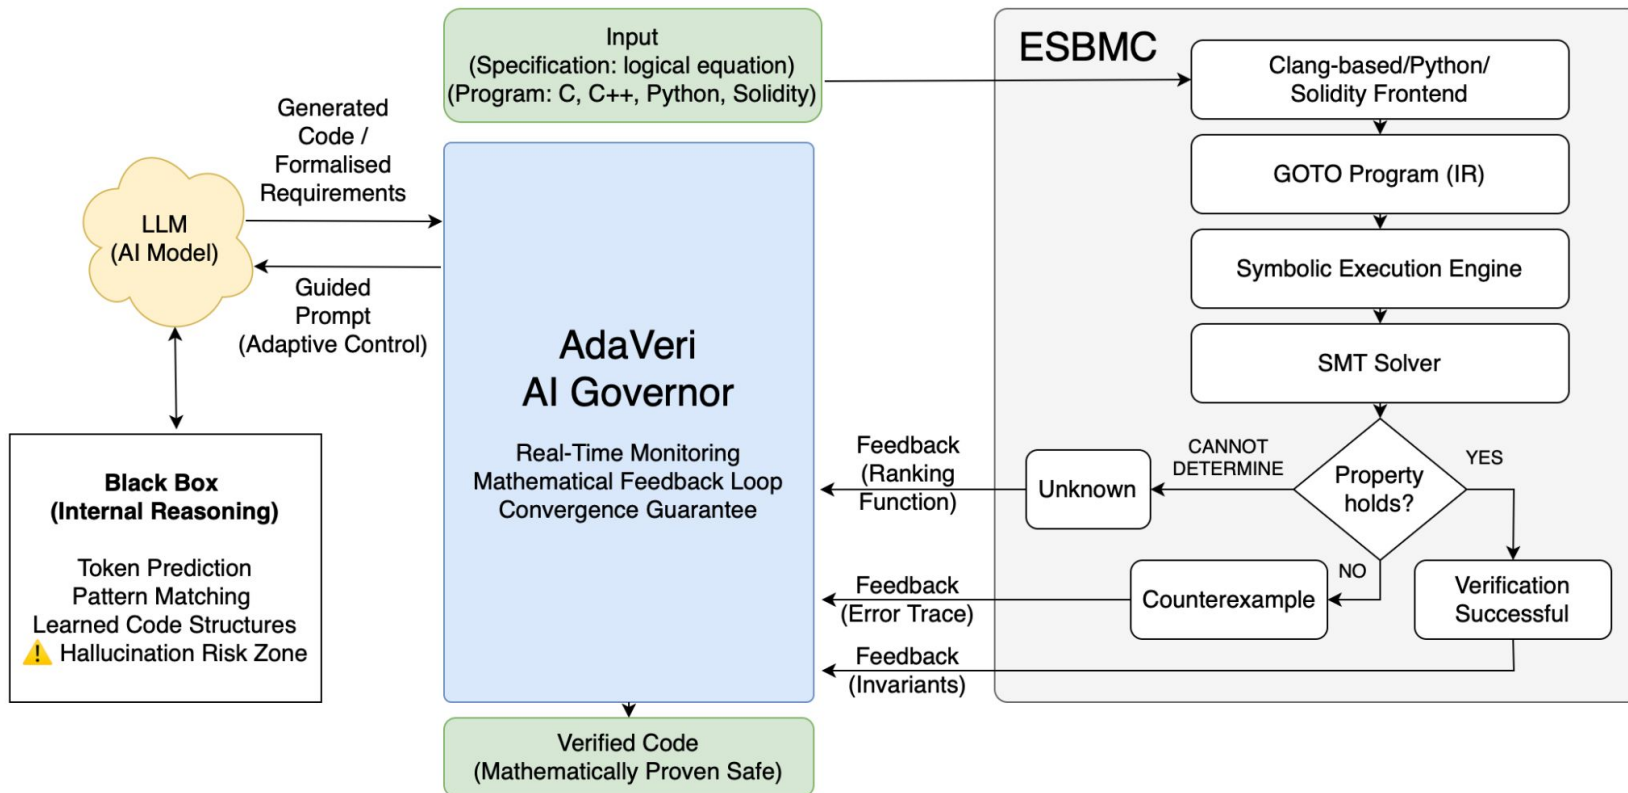 Input
(Specification: logical equation)
(Program: C, C++, Python, Solidity)
ESBMC
Clang-based/Python/
Solidity Frontend
GOTO Program (IR)
Symbolic Execution Engine
SMT Solver
Property
holds?
CANNOT
DETERMINE
YES
NO
Unknown
Counterexample
Verification
Successful
Generated
Code /
Formalised
Requirements
LLM
(AI Model)
Guided
Prompt
(Adaptive Control)
AdaVeri
AI Governor
Real-Time Monitoring
Mathematical Feedback Loop
Convergence Guarantee
Feedback
(Ranking
Function)
Feedback
(Error Trace)
Feedback
(Invariants)
Black Box
(Internal Reasoning)
Token Prediction
Pattern Matching
Learned Code Structures
⚠️ Hallucination Risk Zone
Verified Code
(Mathematically Proven Safe)